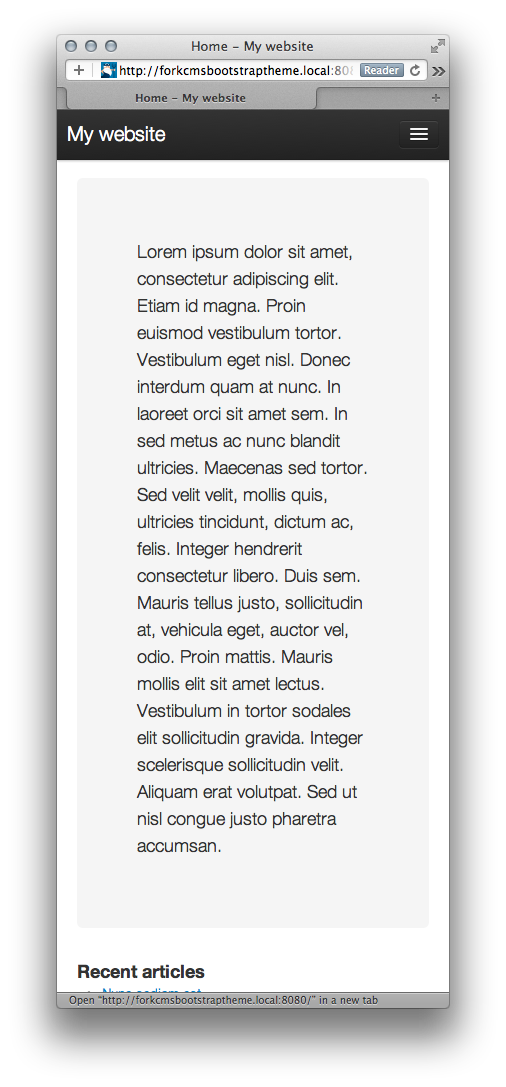 Home – My website
http://forkcmsbootstraptheme.local:808
Reader
Home – My website
My website
Lorem ipsum dolor sit amet,
consectetur adipiscing elit.
Etiam id magna. Proin
euismod vestibulum tortor.
Vestibulum eget nisl. Donec
interdum quam at nunc. In
laoreet orci sit amet sem. In
sed metus ac nunc blandit
ultricies. Maecenas sed tortor.
Sed velit velit, mollis quis,
ultricies tincidunt, dictum ac,
felis. Integer hendrerit
consectetur libero. Duis sem.
Mauris tellus justo, sollicitudin
at, vehicula eget, auctor vel,
odio. Proin mattis. Mauris
mollis elit sit amet lectus.
Vestibulum in tortor sodales
elit sollicitudin gravida. Integer
scelerisque sollicitudin velit.
Aliquam erat volutpat. Sed ut
nisl congue justo pharetra
accumsan.
Recent articles
Open "http://forkcmsbootstraptheme.local:8080/" in a new tab